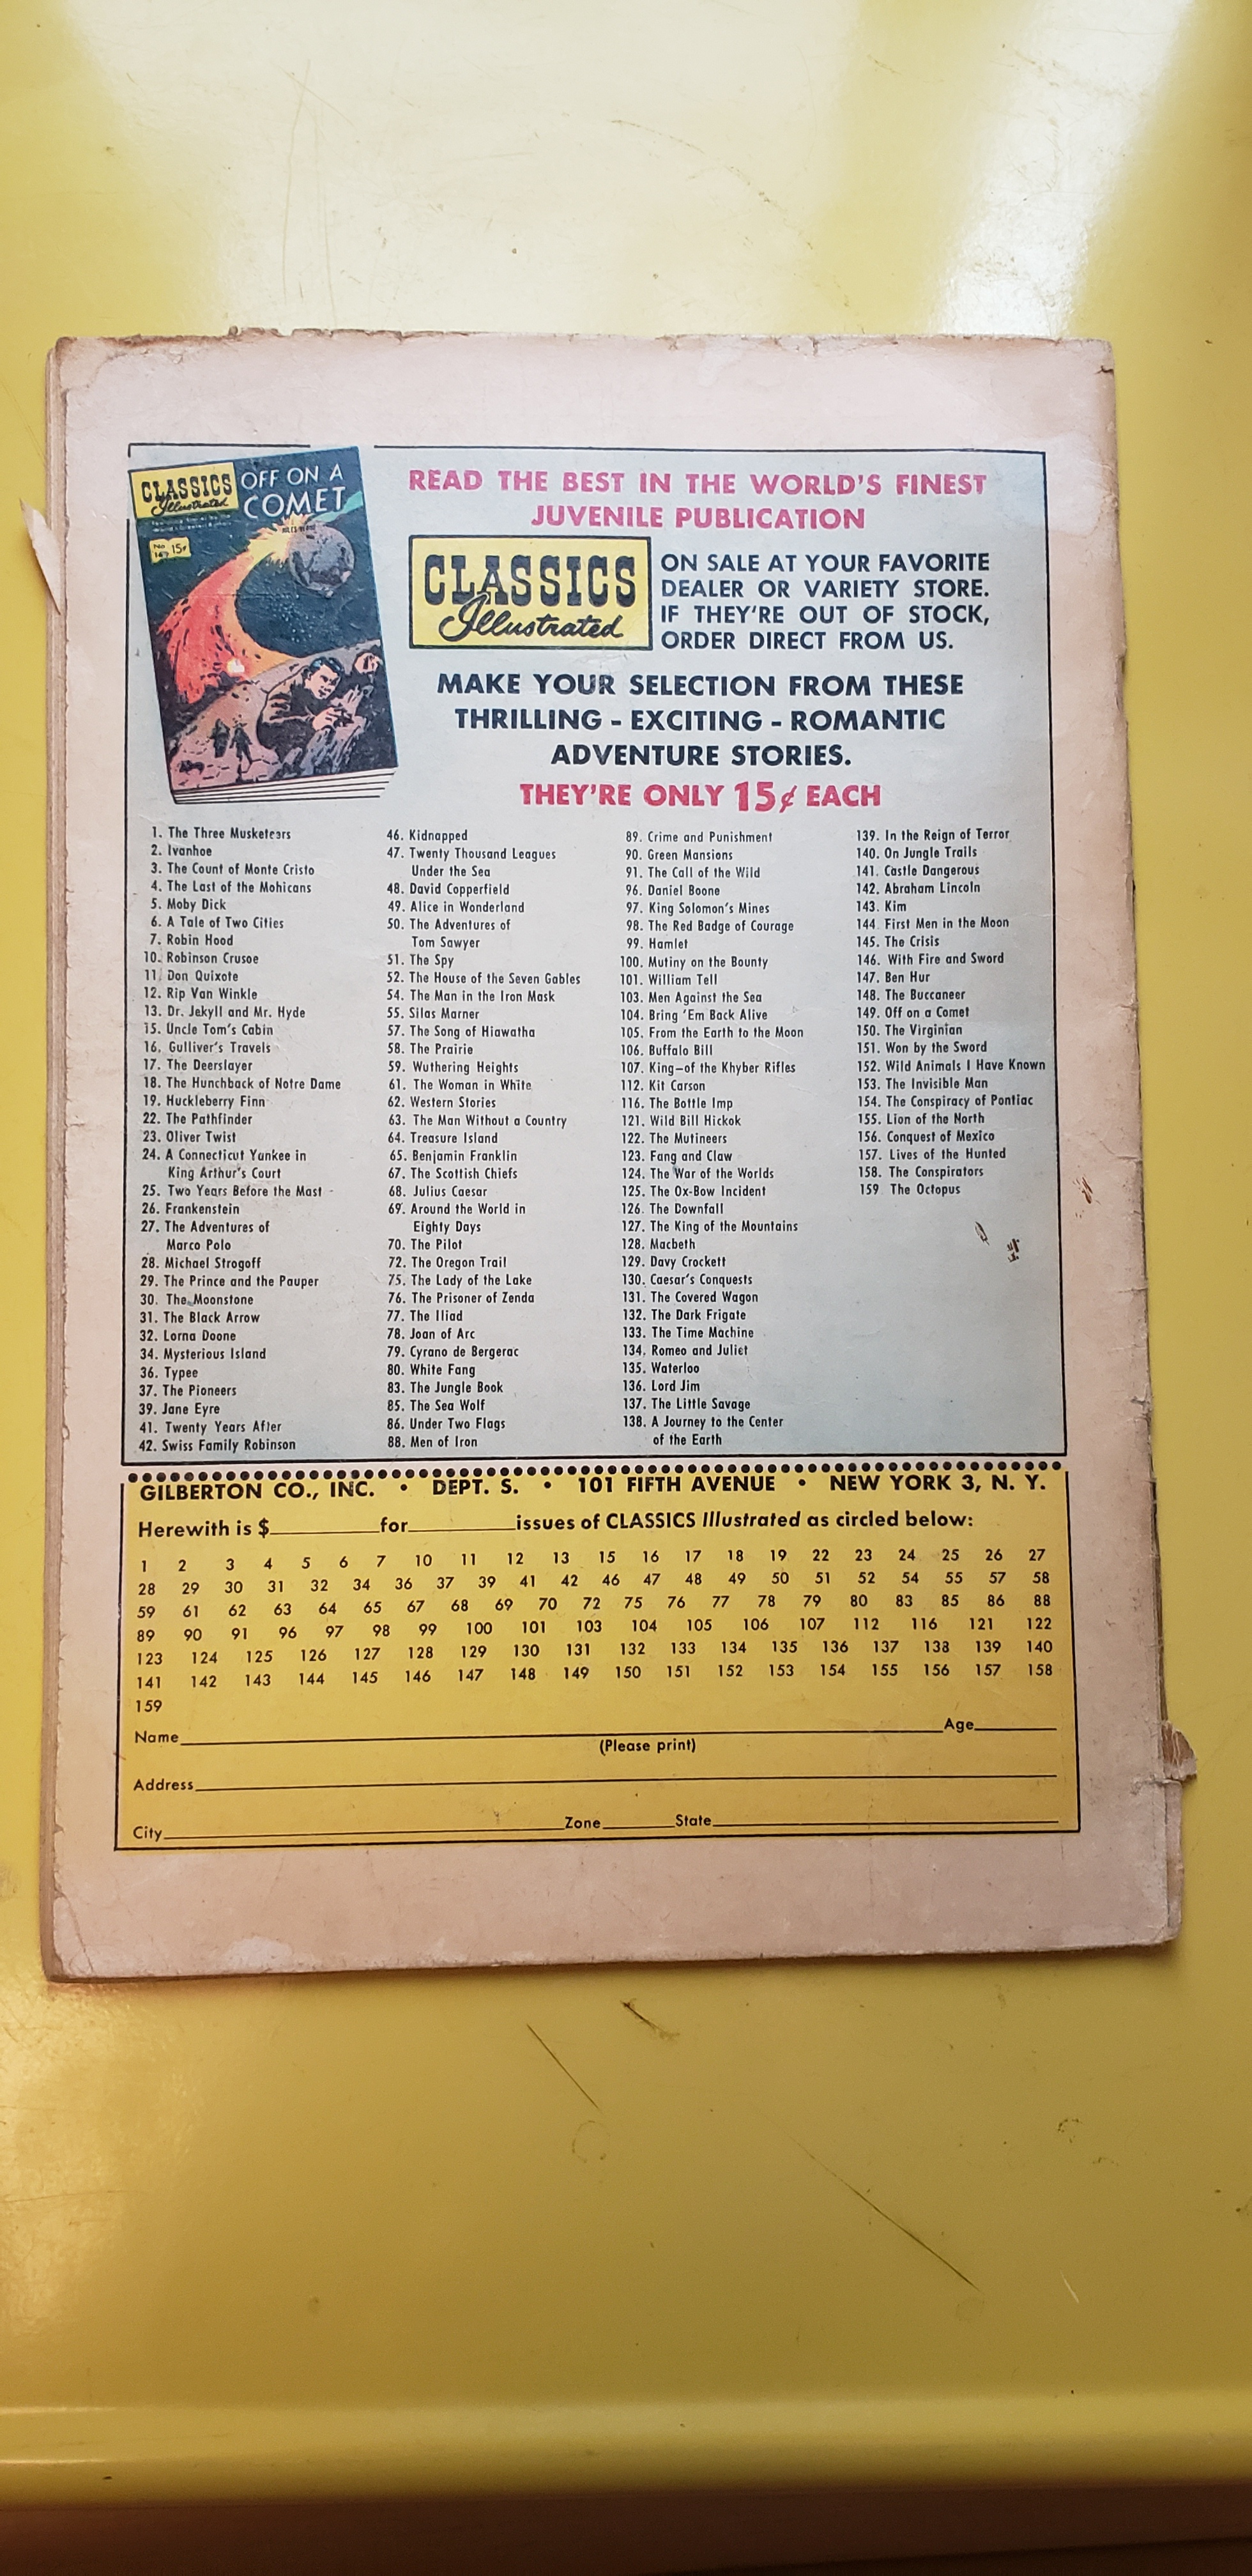 CLASSICS
Illustrated
OFF ON A
COMET
JULES VERNE
No.
149
15¢
READ THE BEST IN THE WORLD'S FINEST
JUVENILE PUBLICATION
CLASSICS
Illustrated
ON SALE AT YOUR FAVORITE
DEALER OR VARIETY STORE.
IF THEY'RE OUT OF STOCK,
ORDER DIRECT FROM US.
MAKE YOUR SELECTION FROM THESE
THRILLING - EXCITING - ROMANTIC
ADVENTURE STORIES.
THEY'RE ONLY 15¢ EACH
1. The Three Musketeers
2. Ivanhoe
3. The Count of Monte Cristo
4. The Last of the Mohicans
5. Moby Dick
6. A Tale of Two Cities
7. Robin Hood
10. Robinson Crusoe
11. Don Quixote
12. Rip Van Winkle
13. Dr. Jekyll and Mr. Hyde
15. Uncle Tom's Cabin
16. Gulliver's Travels
17. The Deerslayer
18. The Hunchback of Notre Dame
19. Huckleberry Finn
22. The Pathfinder
23. Oliver Twist
24. A Connecticut Yankee in
King Arthur's Court
25. Two Years Before the Mast
26. Frankenstein
27. The Adventures of
Marco Polo
28. Michael Strogoff
29. The Prince and the Pauper
30. The Moonstone
31. The Black Arrow
32. Lorna Doone
34. Mysterious Island
36. Typee
37. The Pioneers
39. Jane Eyre
41. Twenty Years After
42. Swiss Family Robinson
46. Kidnapped
47. Twenty Thousand Leagues
Under the Sea
48. David Copperfield
49. Alice in Wonderland
50. The Adventures of
Tom Sawyer
51. The Spy
52. The House of the Seven Gables
54. The Man in the Iron Mask
55. Silas Marner
57. The Song of Hiawatha
58. The Prairie
59. Wuthering Heights
61. The Woman in White
62. Western Stories
63. The Man Without a Country
64. Treasure Island
65. Benjamin Franklin
67. The Scottish Chiefs
68. Julius Caesar
69. Around the World in
Eighty Days
70. The Pilot
72. The Oregon Trail
75. The Lady of the Lake
76. The Prisoner of Zenda
77. The Iliad
78. Joan of Arc
79. Cyrano de Bergerac
80. White Fang
83. The Jungle Book
85. The Sea Wolf
86. Under Two Flags
88. Men of Iron
89. Crime and Punishment
90. Green Mansions
91. The Call of the Wild
96. Daniel Boone
97. King Solomon's Mines
98. The Red Badge of Courage
99. Hamlet
100. Mutiny on the Bounty
101. William Tell
103. Men Against the Sea
104. Bring 'Em Back Alive
105. From the Earth to the Moon
106. Buffalo Bill
107. King—of the Khyber Rifles
112. Kit Carson
116. The Bottle Imp
121. Wild Bill Hickok
122. The Mutineers
123. Fang and Claw
124. The War of the Worlds
125. The Ox-Bow Incident
126. The Downfall
127. The King of the Mountains
128. Macbeth
129. Davy Crockett
130. Caesar's Conquests
131. The Covered Wagon
132. The Dark Frigate
133. The Time Machine
134. Romeo and Juliet
135. Waterloo
136. Lord Jim
137. The Little Savage
138. A Journey to the Center
of the Earth
139. In the Reign of Terror
140. On Jungle Trails
141. Castle Dangerous
142. Abraham Lincoln
143. Kim
144. First Men in the Moon
145. The Crisis
146. With Fire and Sword
147. Ben Hur
148. The Buccaneer
149. Off on a Comet
150. The Virginian
151. Won by the Sword
152. Wild Animals I Have Known
153. The Invisible Man
154. The Conspiracy of Pontiac
155. Lion of the North
156. Conquest of Mexico
157. Lives of the Hunted
158. The Conspirators
159 The Octopus
GILBERTON CO., INC. • DEPT. S. • 101 FIFTH AVENUE • NEW YORK 3, N. Y.
Herewith is $ for issues of CLASSICS Illustrated as circled below:
1 2 3 4 5 6 7 10 11 12 13 15 16 17 18 19 22 23 24 25 26 27
28 29 30 31 32 34 36 37 39 41 42 46 47 48 49 50 51 52 54 55 57 58
59 61 62 63 64 65 67 68 69 70 72 75 76 77 78 79 80 83 85 86 88
89 90 91 96 97 98 99 100 101 103 104 105 106 107 112 116 121 122
123 124 125 126 127 128 129 130 131 132 133 134 135 136 137 138 139 140
141 142 143 144 145 146 147 148 149 150 151 152 153 154 155 156 157 158
159
Name Age
(Please print)
Address
City Zone State